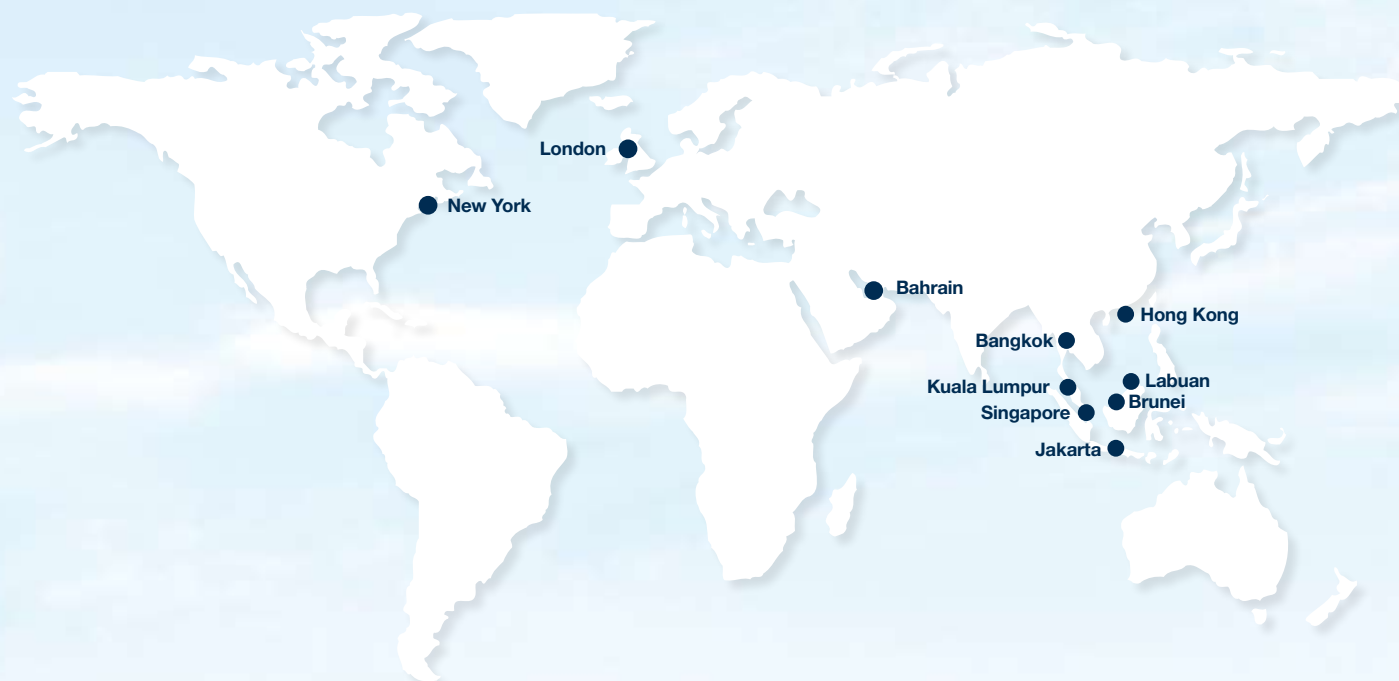 London
New York
Bahrain
Hong Kong
Bangkok
Labuan
Kuala Lumpur
Brunei
Singapore
Jakarta